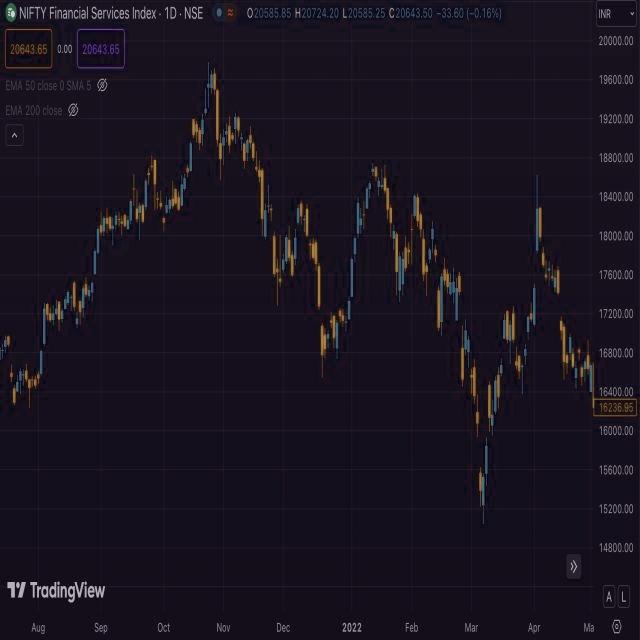 NIFTY Financial Services Index · 1D · NSE O20585.85 H20724.20 L20585.25 C20643.50 −33.60 (−0.16%) INR
20643.65 0.00 20643.65
EMA 50 close 0 SMA 5
EMA 200 close
20000.00
19600.00
19200.00
18800.00
18400.00
18000.00
17600.00
17200.00
16800.00
16400.00
16236.95
16000.00
15600.00
15200.00
14800.00
TradingView
A L
Aug Sep Oct Nov Dec 2022 Feb Mar Apr Ma